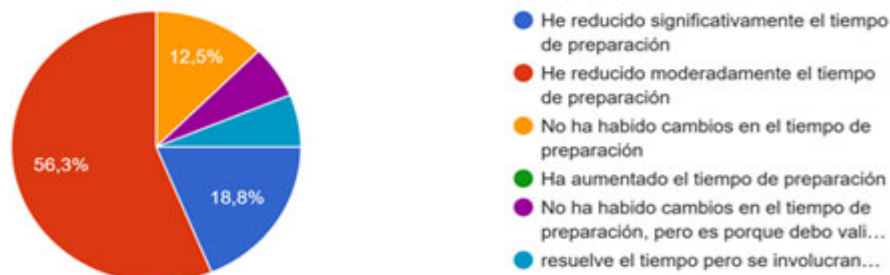 12,5%
56,3%
18,8%
He reducido significativamente el tiempo
de preparación
He reducido moderadamente el tiempo
de preparación
No ha habido cambios en el tiempo de
preparación
Ha aumentado el tiempo de preparación
No ha habido cambios en el tiempo de
preparación, pero es porque debo vali…
resuelve el tiempo pero se involucran…